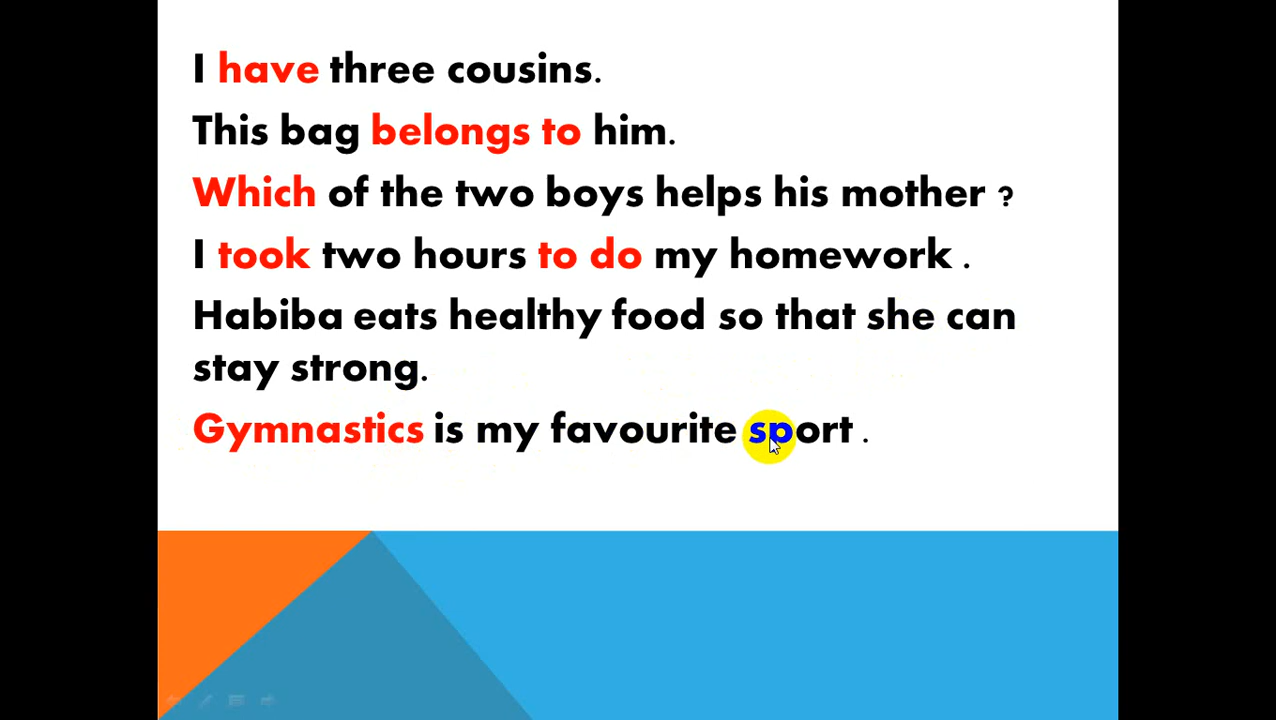 I have three cousins.
This bag belongs to him.
Which of the two boys helps his mother ?
I took two hours to do my homework .
Habiba eats healthy food so that she can
stay strong.
Gymnastics is my favourite sport .